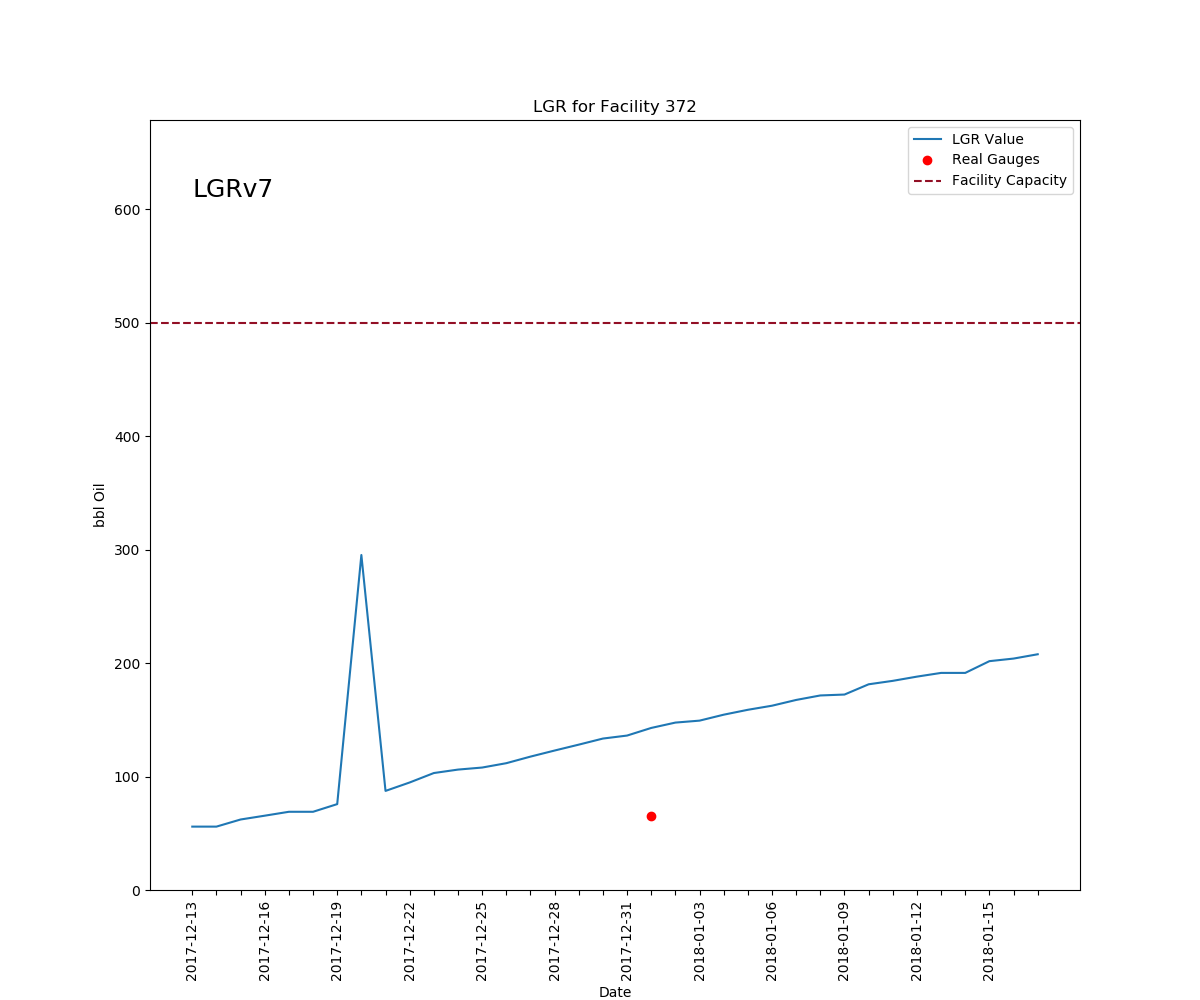 LGR for Facility 372
LGRv7
LGR Value
Real Gauges
Facility Capacity
600
500
400
300
200
100
0
bbl Oil
2017-12-13
2017-12-16
2017-12-19
2017-12-22
2017-12-25
2017-12-28
2017-12-31
2018-01-03
2018-01-06
2018-01-09
2018-01-12
2018-01-15
Date